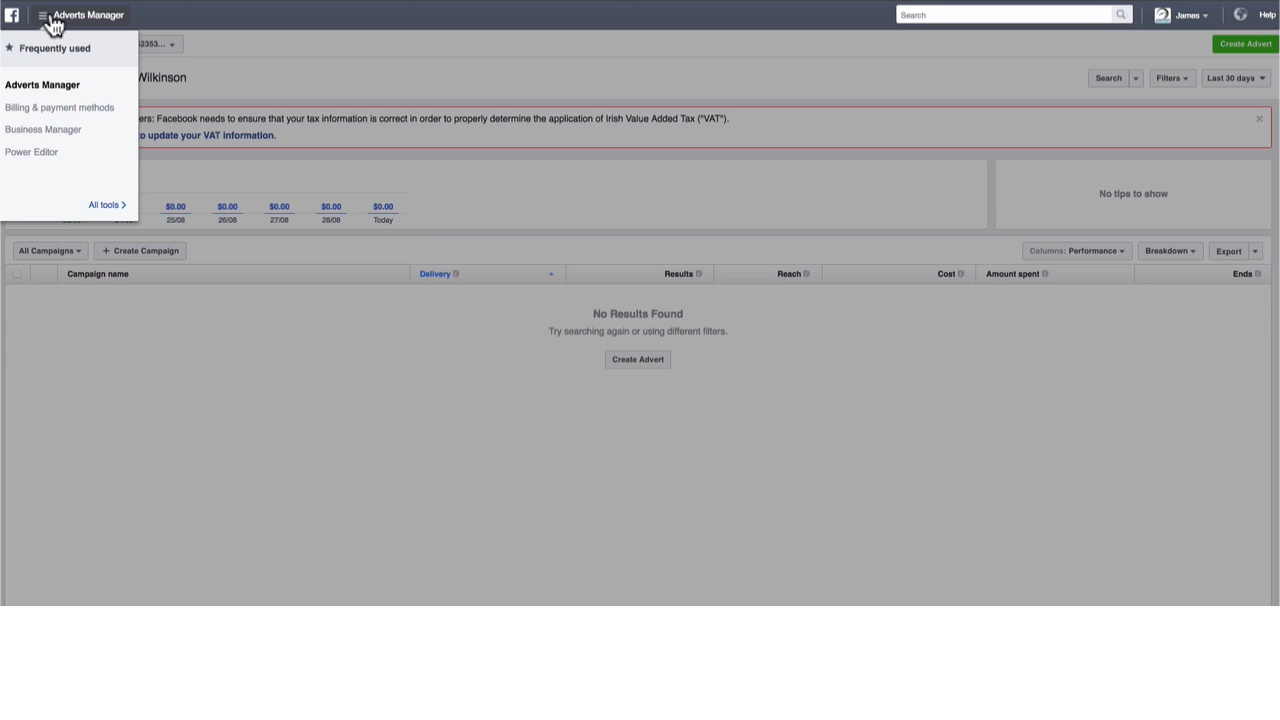 Adverts Manager
Search
James
Help
Frequently used
2353...
Create Advert
Adverts Manager
Wilkinson
Search
Filters
Last 30 days
Billing & payment methods
ers: Facebook needs to ensure that your tax information is correct in order to properly determine the application of Irish Value Added Tax ("VAT").
Business Manager
to update your VAT information.
Power Editor
No tips to show
All tools
$0.00 $0.00 $0.00 $0.00 $0.00
25/08 26/08 27/08 28/08 Today
All Campaigns
+ Create Campaign
Columns: Performance
Breakdown
Export
Campaign name
Delivery
Results
Reach
Cost
Amount spent
Ends
No Results Found
Try searching again or using different filters.
Create Advert